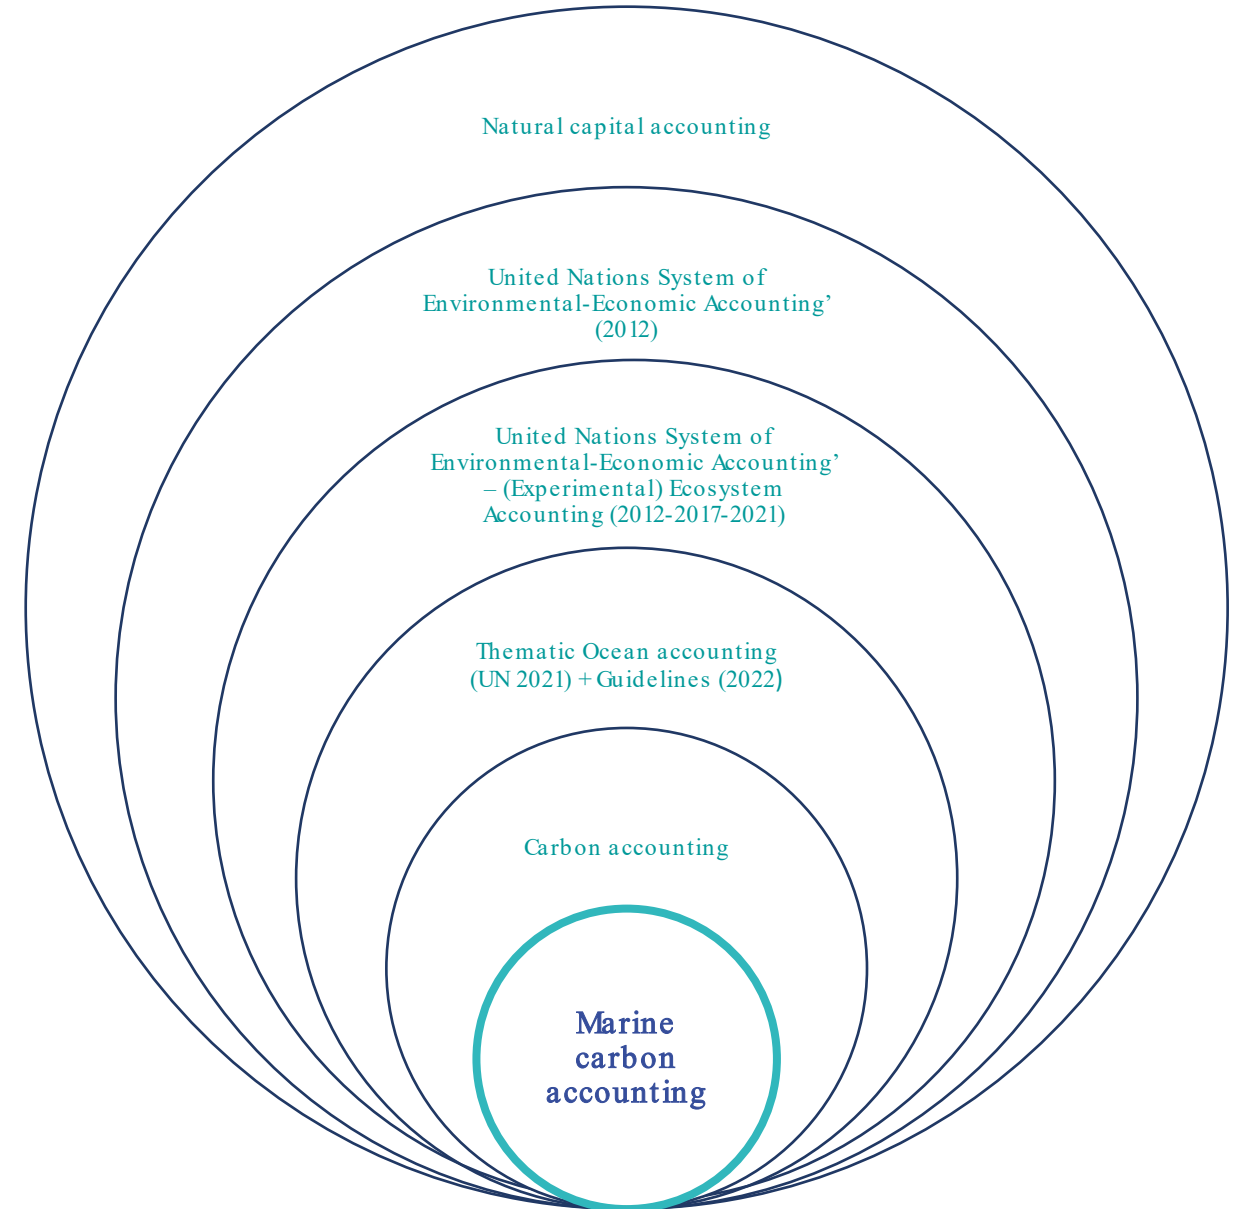 Natural capital accounting
United Nations System of
Environmental-Economic Accounting’
(2012)
United Nations System of
Environmental-Economic Accounting’
– (Experimental) Ecosystem
Accounting (2012-2017-2021)
Thematic Ocean accounting
(UN 2021) + Guidelines (2022)
Carbon accounting
Marine
carbon
accounting